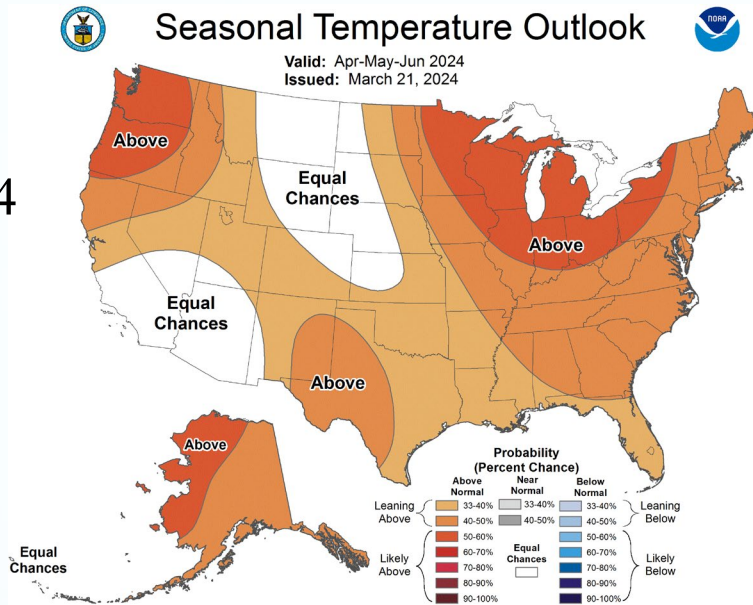 Seasonal Temperature Outlook
NOAA
Valid: Apr-May-Jun 2024
Issued: March 21, 2024
4
Above
Equal
Chances
Above
Equal
Chances
Above
Above
Equal
Chances
Probability
(Percent Chance)
Above
Normal
Near
Normal
Below
Normal
Leaning
Above
33-40%
33-40%
33-40%
Leaning
Below
40-50%
40-50%
40-50%
Likely
Above
50-60%
Equal
Chances
50-60%
Likely
Below
60-70%
60-70%
70-80%
70-80%
80-90%
80-90%
90-100%
90-100%